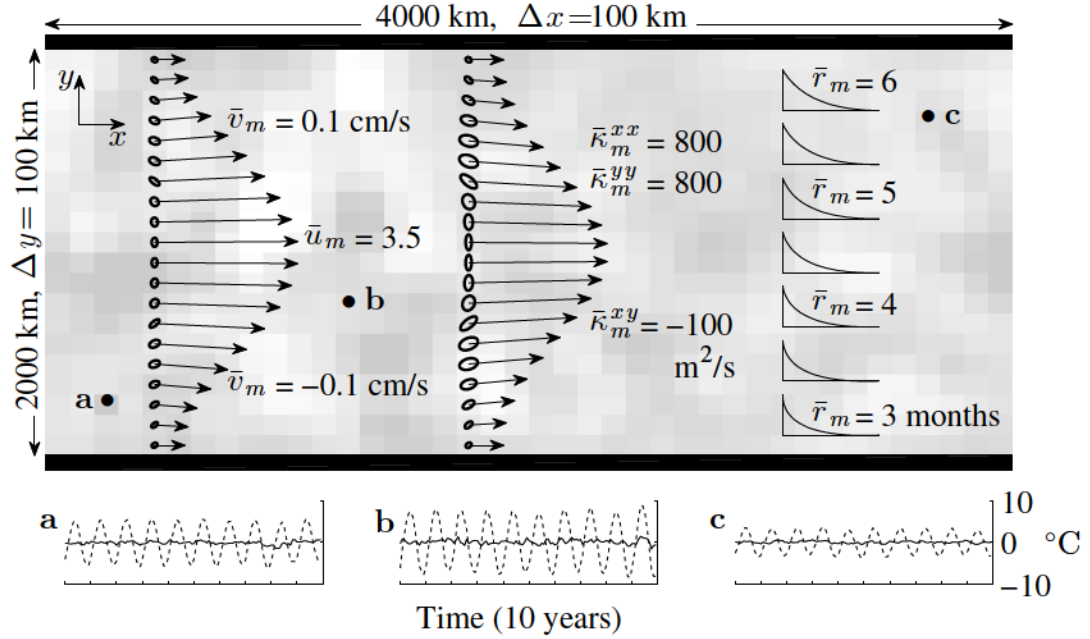 4000 km, Δx=100 km
2000 km, Δy= 100 km
y
x
v̄ₘ = 0.1 cm/s
ūₘ = 3.5
v̄ₘ = −0.1 cm/s
a
b
κ̄ₘˣˣ = 800
κ̄ₘʸʸ = 800
κ̄ₘˣʸ = −100
m²/s
r̄ₘ = 6
c
r̄ₘ = 5
r̄ₘ = 4
r̄ₘ = 3 months
a
b
c
10
0 °C
−10
Time (10 years)